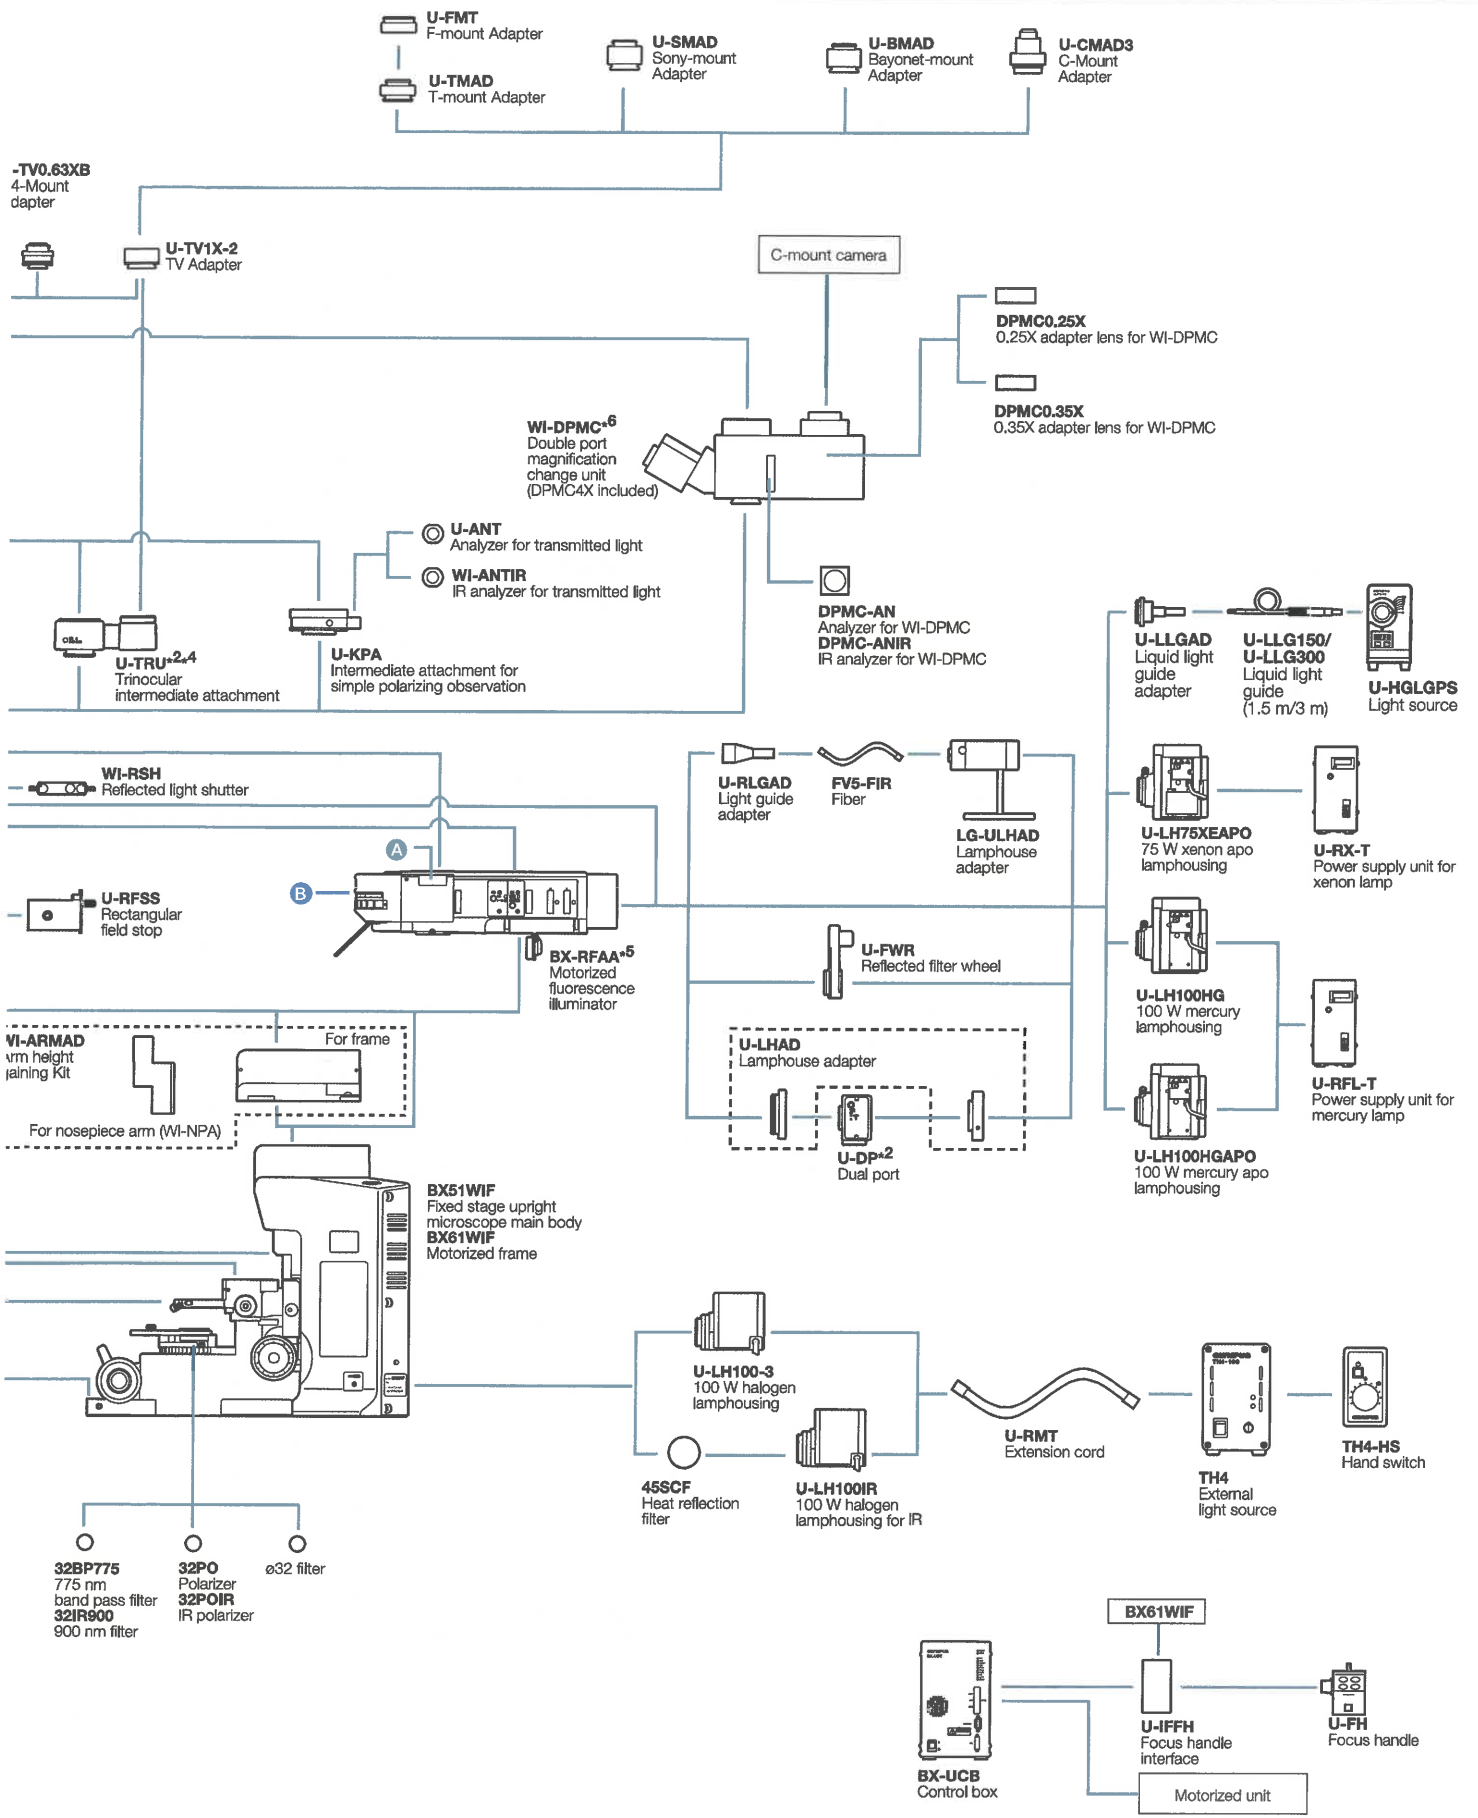 U-FMT
F-mount Adapter
U-TMAD
T-mount Adapter
U-SMAD
Sony-mount
Adapter
U-BMAD
Bayonet-mount
Adapter
U-CMAD3
C-Mount
Adapter
-TV0.63XB
4-Mount
dapter
U-TV1X-2
TV Adapter
C-mount camera
DPMC0.25X
0.25X adapter lens for WI-DPMC
DPMC0.35X
0.35X adapter lens for WI-DPMC
WI-DPMC*6
Double port
magnification
change unit
(DPMC4X included)
U-ANT
Analyzer for transmitted light
WI-ANTIR
IR analyzer for transmitted light
DPMC-AN
Analyzer for WI-DPMC
DPMC-ANIR
IR analyzer for WI-DPMC
U-TRU*2*4
Trinocular
intermediate attachment
U-KPA
Intermediate attachment for
simple polarizing observation
U-LLGAD
Liquid light
guide
adapter
U-LLG150/
U-LLG300
Liquid light
guide
(1.5 m/3 m)
U-HGLGPS
Light source
WI-RSH
Reflected light shutter
U-RLGAD
Light guide
adapter
FV5-FIR
Fiber
LG-ULHAD
Lamphouse
adapter
U-LH75XEAPO
75 W xenon apo
lamphousing
U-RX-T
Power supply unit for
xenon lamp
A
B
U-RFSS
Rectangular
field stop
BX-RFAA*5
Motorized
fluorescence
illuminator
U-FWR
Reflected filter wheel
U-LH100HG
100 W mercury
lamphousing
U-RFL-T
Power supply unit for
mercury lamp
WI-ARMAD
arm height
gaining Kit
For frame
For nosepiece arm (WI-NPA)
U-LHAD
Lamphouse adapter
U-DP*2
Dual port
U-LH100HGAPO
100 W mercury apo
lamphousing
BX51WIF
Fixed stage upright
microscope main body
BX61WIF
Motorized frame
U-LH100-3
100 W halogen
lamphousing
45SCF
Heat reflection
filter
U-LH100IR
100 W halogen
lamphousing for IR
U-RMT
Extension cord
OLYMPUS
TH4-100
TH4
External
light source
TH4-HS
Hand switch
32BP775
775 nm
band pass filter
32IR900
900 nm filter
32PO
Polarizer
32POIR
IR polarizer
ø32 filter
BX61WIF
BX-UCB
Control box
U-IFFH
Focus handle
interface
U-FH
Focus handle
Motorized unit